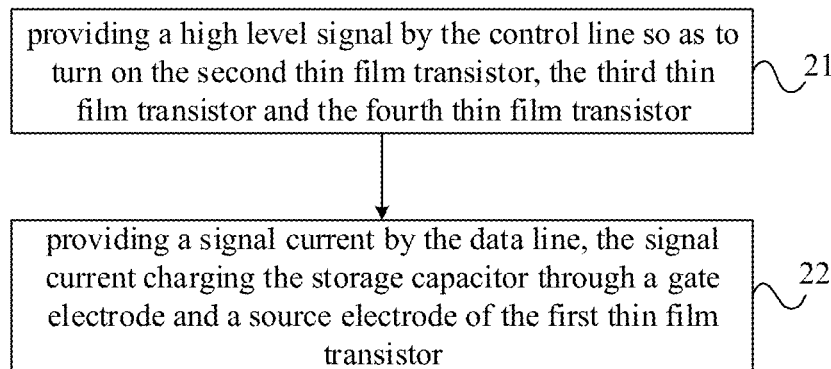 providing a high level signal by the control line so as to
turn on the second thin film transistor, the third thin
film transistor and the fourth thin film transistor
21
providing a signal current by the data line, the signal
current charging the storage capacitor through a gate
electrode and a source electrode of the first thin film
transistor
22